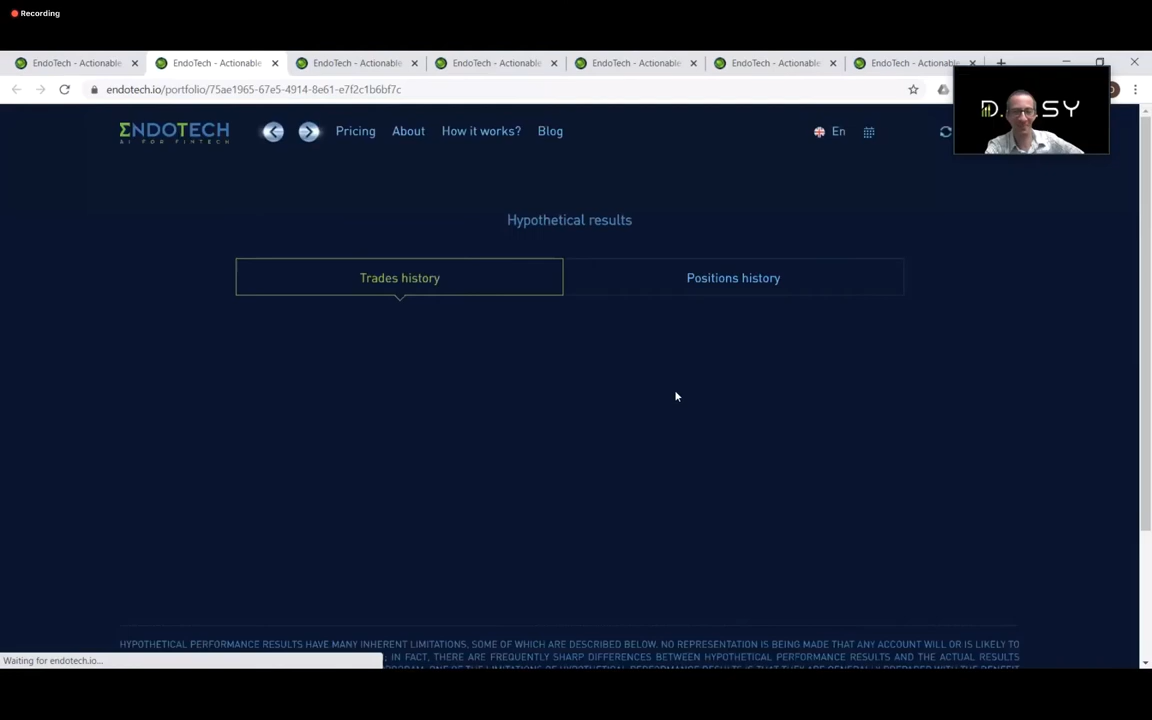 Recording
EndoTech - Actionable
EndoTech - Actionable
EndoTech - Actionable
EndoTech - Actionable
EndoTech - Actionable
EndoTech - Actionable
EndoTech - Actionable
endotech.io/portfolio/75ae1965-67e5-4914-8e61-e7f2c1b6bf7c
ENDOTECH
AI FOR FINTECH
Pricing
About
How it works?
Blog
En
Hypothetical results
Trades history
Positions history
HYPOTHETICAL PERFORMANCE RESULTS HAVE MANY INHERENT LIMITATIONS, SOME OF WHICH ARE DESCRIBED BELOW. NO REPRESENTATION IS BEING MADE THAT ANY ACCOUNT WILL OR IS LIKELY TO
; IN FACT, THERE ARE FREQUENTLY SHARP DIFFERENCES BETWEEN HYPOTHETICAL PERFORMANCE RESULTS AND THE ACTUAL RESULTS
Waiting for endotech.io...